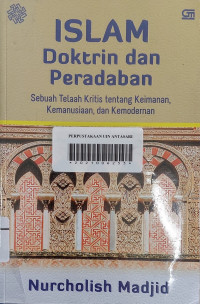 ISLAM
Doktrin dan
Peradaban
Sebuah Telaah Kritis tentang Keimanan,
Kemanusiaan, dan Kemodernan
PERPUSTAKAAN UIN ANTASARI
Nurcholish Madjid